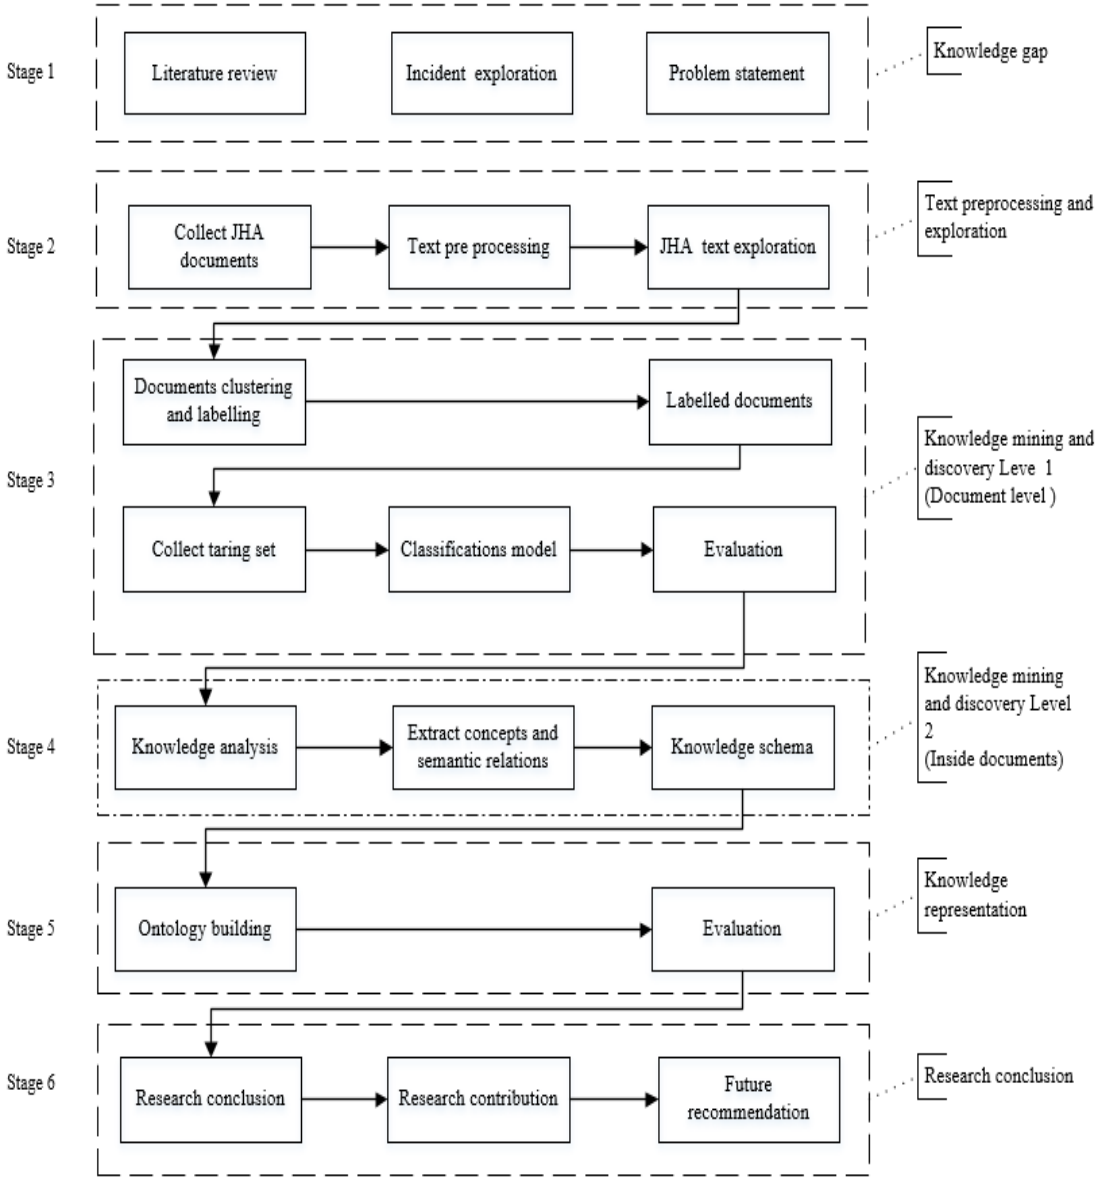 Stage 1
Literature review
Incident exploration
Problem statement
Knowledge gap
Stage 2
Collect JHA
documents
Text pre processing
JHA text exploration
Text preprocessing and
exploration
Stage 3
Documents clustering
and labelling
Labelled documents
Collect taring set
Classifications model
Evaluation
Knowledge mining and
discovery Leve 1
(Document level )
Stage 4
Knowledge analysis
Extract concepts and
semantic relations
Knowledge schema
Knowledge mining
and discovery Level
2
(Inside documents)
Stage 5
Ontology building
Evaluation
Knowledge
representation
Stage 6
Research conclusion
Research contribution
Future
recommendation
Research conclusion